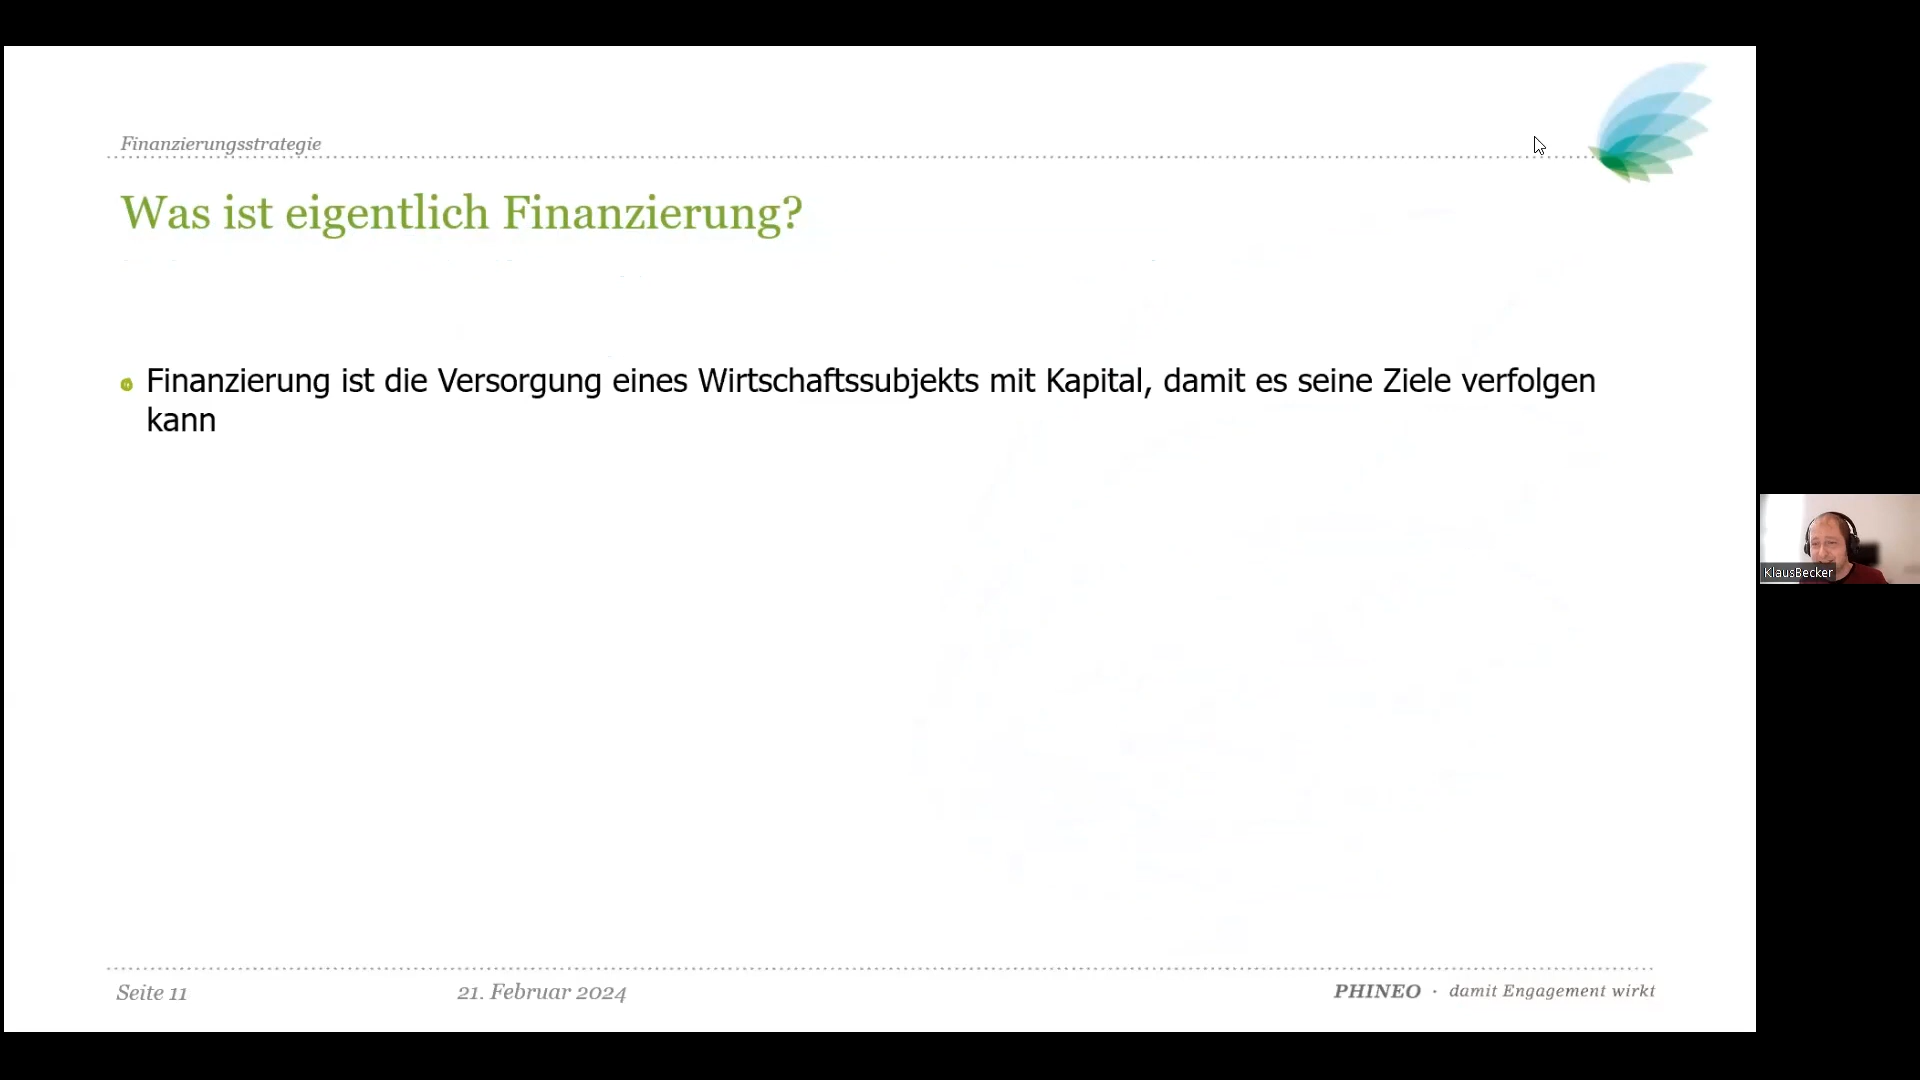 Finanzierungsstrategie
Was ist eigentlich Finanzierung?
Finanzierung ist die Versorgung eines Wirtschaftssubjekts mit Kapital, damit es seine Ziele verfolgen
kann
KlausBecker
Seite 11
21. Februar 2024
PHINEO · damit Engagement wirkt